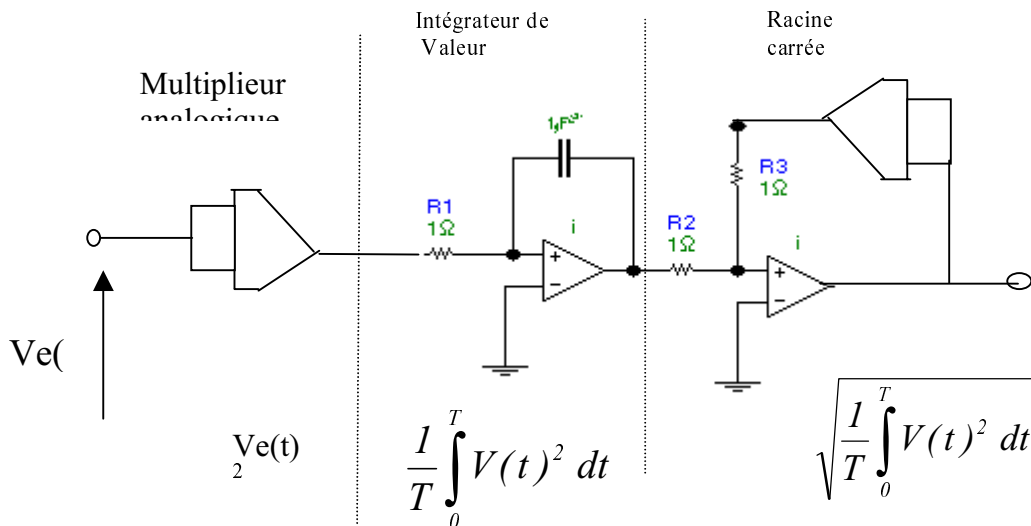 Intégrateur de
Valeur
Racine
carrée
Multiplieur
analogique
R1
1Ω
i
R2
1Ω
R3
1Ω
i
+
−
+
−
Ve(
Ve(t)
2
1/T ∫₀ᵀ V(t)² dt
√(1/T ∫₀ᵀ V(t)² dt